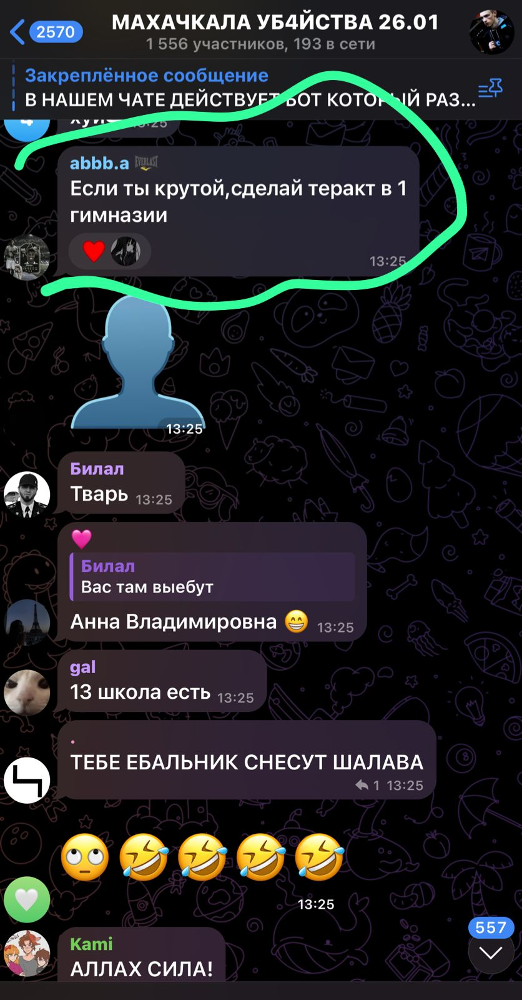 2570
МАХАЧКАЛА УБ4ЙСТВА 26.01
1 556 участников, 193 в сети
Закреплённое сообщение
В НАШЕМ ЧАТЕ ДЕЙСТВУЕТ БОТ КОТОРЫЙ РАЗ...
13:25
abbb.a EVERLAST
Если ты крутой,сделай теракт в 1
гимназии
13:25
13:25
Билал
Тварь 13:25
Билал
Вас там выебут
Анна Владимировна 😁 13:25
gal
13 школа есть 13:25
.
ТЕБЕ ЕБАЛЬНИК СНЕСУТ ШАЛАВА
1 13:25
🙄🤣🤣🤣🤣
13:25
557
Kami
АЛЛАХ СИЛА!